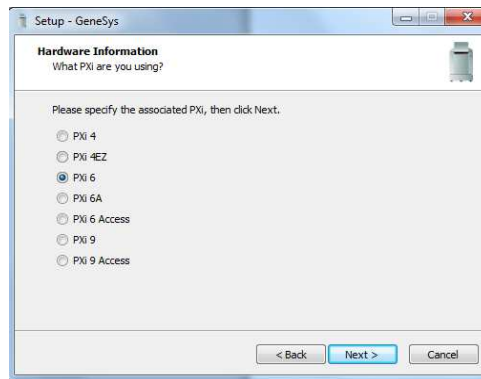 Setup - GeneSys
Hardware Information
What PXi are you using?
Please specify the associated PXi, then click Next.
PXi 4
PXi 4EZ
PXi 6
PXi 6A
PXi 6 Access
PXi 9
PXi 9 Access
< Back Next > Cancel